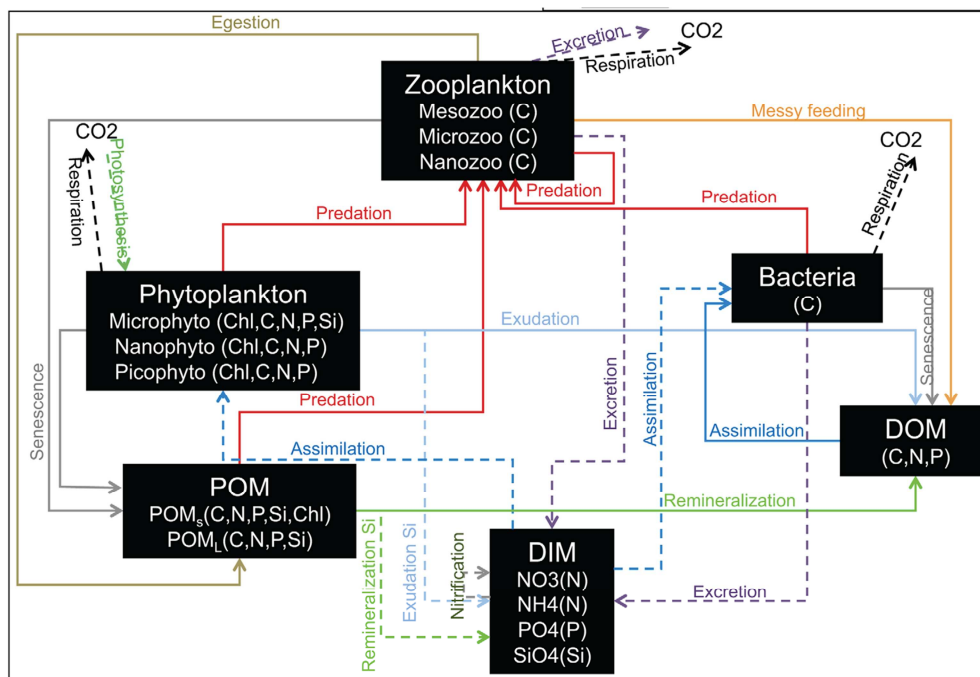 Egestion
Excretion
CO2
Respiration
Zooplankton
Mesozoo (C)
Microzoo (C)
Nanozoo (C)
Messy feeding
CO2
Photosynthesis
Respiration
CO2
Respiration
Predation
Predation
Predation
Phytoplankton
Microphyto (Chl,C,N,P,Si)
Nanophyto (Chl,C,N,P)
Picophyto (Chl,C,N,P)
Bacteria
(C)
Exudation
Senescence
Senescence
Excretion
Assimilation
Predation
Assimilation
Assimilation
DOM
(C,N,P)
POM
POMs(C,N,P,Si,Chl)
POML(C,N,P,Si)
Remineralization
Remineralization Si
Exudation Si
Nitrification
DIM
NO3(N)
NH4(N)
PO4(P)
SiO4(Si)
Excretion